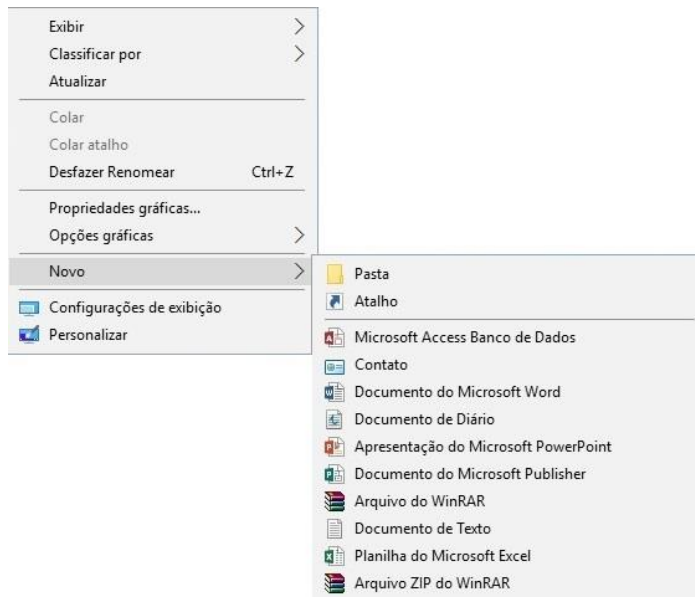 Exibir
Classificar por
Atualizar
Colar
Colar atalho
Desfazer Renomear Ctrl+Z
Propriedades gráficas...
Opções gráficas
Novo
Configurações de exibição
Personalizar
Pasta
Atalho
Microsoft Access Banco de Dados
Contato
Documento do Microsoft Word
Documento de Diário
Apresentação do Microsoft PowerPoint
Documento do Microsoft Publisher
Arquivo do WinRAR
Documento de Texto
Planilha do Microsoft Excel
Arquivo ZIP do WinRAR